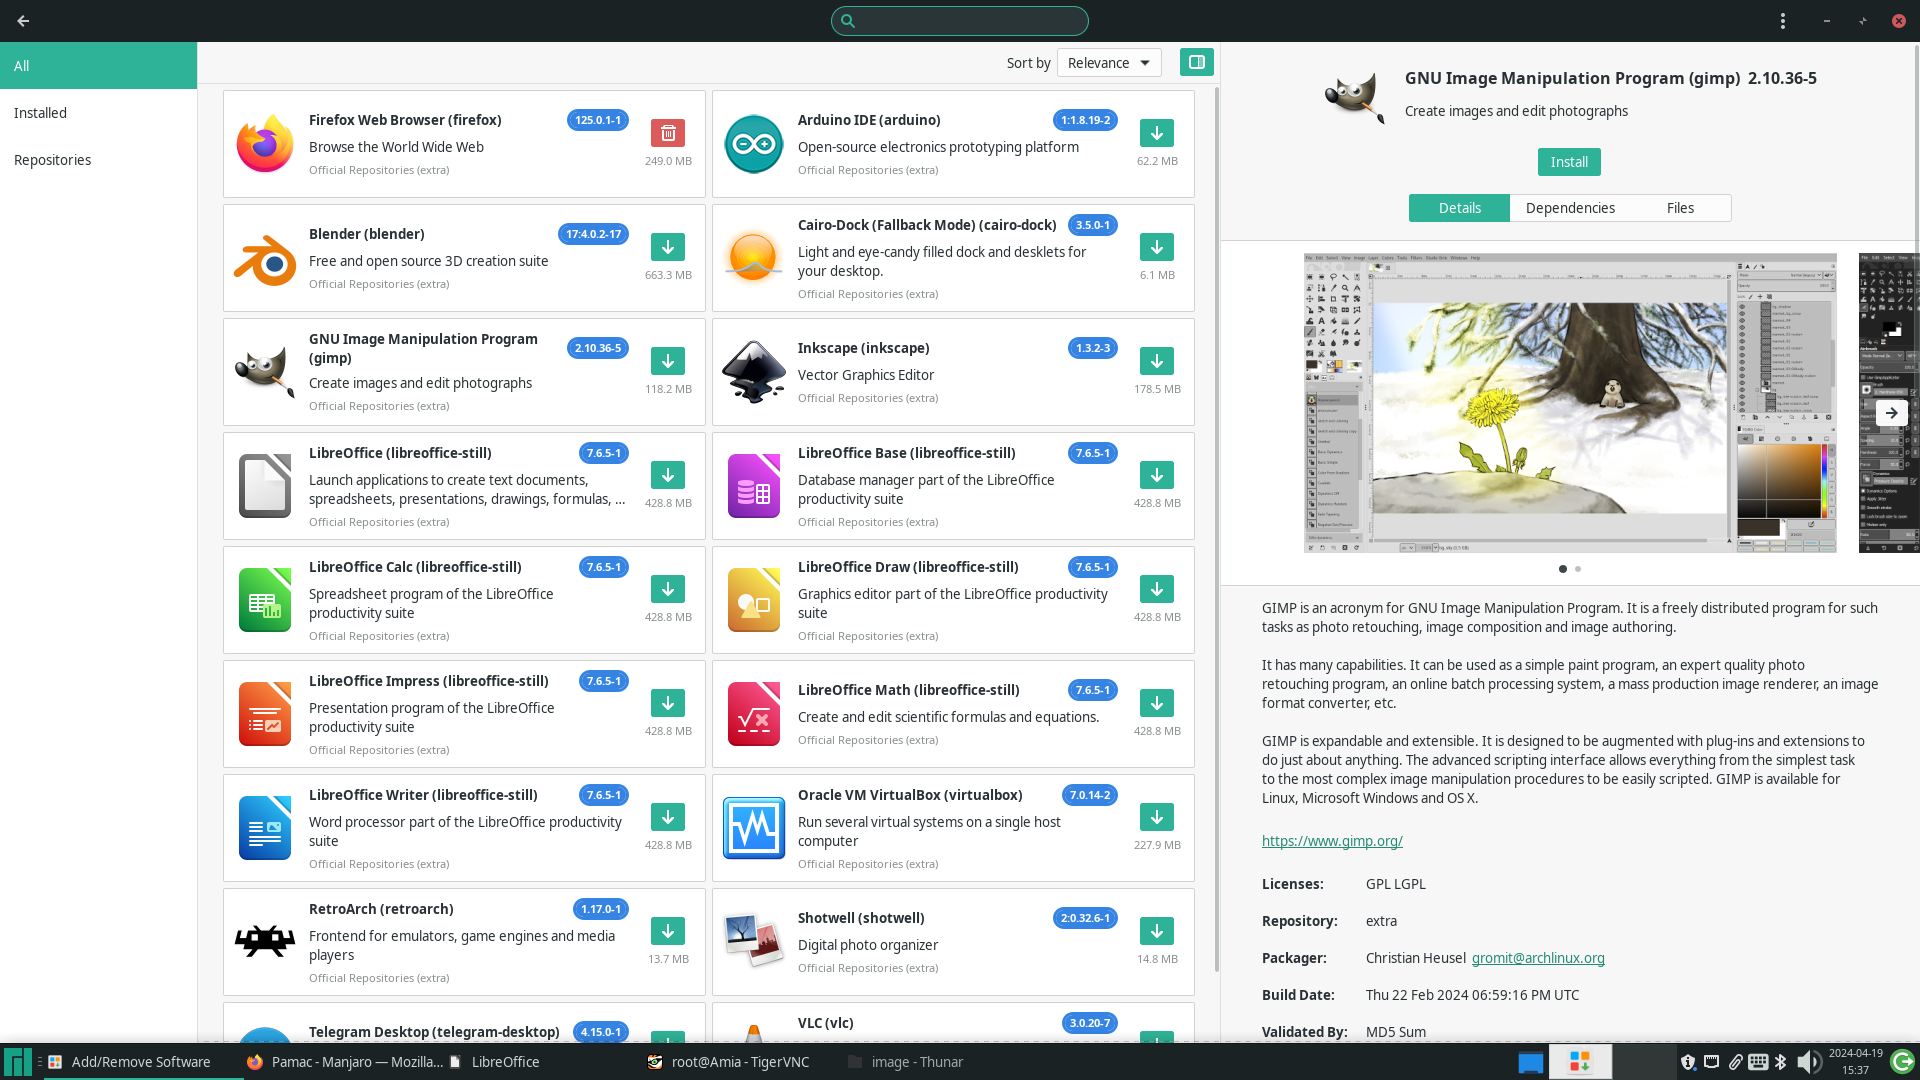 All
Installed
Repositories
Sort by
Relevance
Firefox Web Browser (firefox)
125.0.1-1
Browse the World Wide Web
Official Repositories (extra)
249.0 MB
Arduino IDE (arduino)
1:1.8.19-2
Open-source electronics prototyping platform
Official Repositories (extra)
62.2 MB
Blender (blender)
17:4.0.2-17
Free and open source 3D creation suite
Official Repositories (extra)
663.3 MB
Cairo-Dock (Fallback Mode) (cairo-dock)
3.5.0-1
Light and eye-candy filled dock and desklets for
your desktop.
Official Repositories (extra)
6.1 MB
GNU Image Manipulation Program
(gimp)
2.10.36-5
Create images and edit photographs
Official Repositories (extra)
118.2 MB
Inkscape (inkscape)
1.3.2-3
Vector Graphics Editor
Official Repositories (extra)
178.5 MB
LibreOffice (libreoffice-still)
7.6.5-1
Launch applications to create text documents,
spreadsheets, presentations, drawings, formulas, ...
Official Repositories (extra)
428.8 MB
LibreOffice Base (libreoffice-still)
7.6.5-1
Database manager part of the LibreOffice
productivity suite
Official Repositories (extra)
428.8 MB
LibreOffice Calc (libreoffice-still)
7.6.5-1
Spreadsheet program of the LibreOffice
productivity suite
Official Repositories (extra)
428.8 MB
LibreOffice Draw (libreoffice-still)
7.6.5-1
Graphics editor part of the LibreOffice productivity
suite
Official Repositories (extra)
428.8 MB
LibreOffice Impress (libreoffice-still)
7.6.5-1
Presentation program of the LibreOffice
productivity suite
Official Repositories (extra)
428.8 MB
LibreOffice Math (libreoffice-still)
7.6.5-1
Create and edit scientific formulas and equations.
Official Repositories (extra)
428.8 MB
LibreOffice Writer (libreoffice-still)
7.6.5-1
Word processor part of the LibreOffice productivity
suite
Official Repositories (extra)
428.8 MB
Oracle VM VirtualBox (virtualbox)
7.0.14-2
Run several virtual systems on a single host
computer
Official Repositories (extra)
227.9 MB
RetroArch (retroarch)
1.17.0-1
Frontend for emulators, game engines and media
players
Official Repositories (extra)
13.7 MB
Shotwell (shotwell)
2:0.32.6-1
Digital photo organizer
Official Repositories (extra)
14.8 MB
Telegram Desktop (telegram-desktop)
4.15.0-1
VLC (vlc)
3.0.20-7
GNU Image Manipulation Program (gimp) 2.10.36-5
Create images and edit photographs
Install
Details
Dependencies
Files
GIMP is an acronym for GNU Image Manipulation Program. It is a freely distributed program for such
tasks as photo retouching, image composition and image authoring.
It has many capabilities. It can be used as a simple paint program, an expert quality photo
retouching program, an online batch processing system, a mass production image renderer, an image
format converter, etc.
GIMP is expandable and extensible. It is designed to be augmented with plug-ins and extensions to
do just about anything. The advanced scripting interface allows everything from the simplest task
to the most complex image manipulation procedures to be easily scripted. GIMP is available for
Linux, Microsoft Windows and OS X.
https://www.gimp.org/
Licenses: GPL LGPL
Repository: extra
Packager: Christian Heusel gromit@archlinux.org
Build Date: Thu 22 Feb 2024 06:59:16 PM UTC
Validated By: MD5 Sum
Add/Remove Software
Pamac - Manjaro — Mozilla...
LibreOffice
root@Amia - TigerVNC
image - Thunar
2024-04-19
15:37